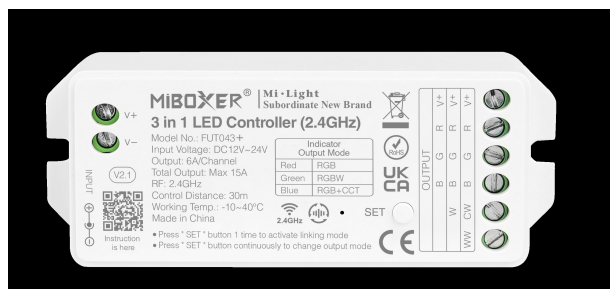 MIBOXER® Mi·Light
Subordinate New Brand
3 in 1 LED Controller (2.4GHz)
Model No.: FUT043+
Input Voltage: DC12V~24V
Output: 6A/Channel
Total Output: Max 15A
RF: 2.4GHz
Control Distance: 30m
Working Temp.: -10~40°C
Made in China
Indicator Output Mode
Red RGB
Green RGBW
Blue RGB+CCT
V+
V−
INPUT
V2.1
Instruction
is here
2.4GHz
SET
• Press " SET " button 1 time to activate linking mode
• Press " SET " button continuously to change output mode
RoHS
UK
CA
CE
OUTPUT
V+ V+ V+
R R R
G G G
B B B
W CW
WW